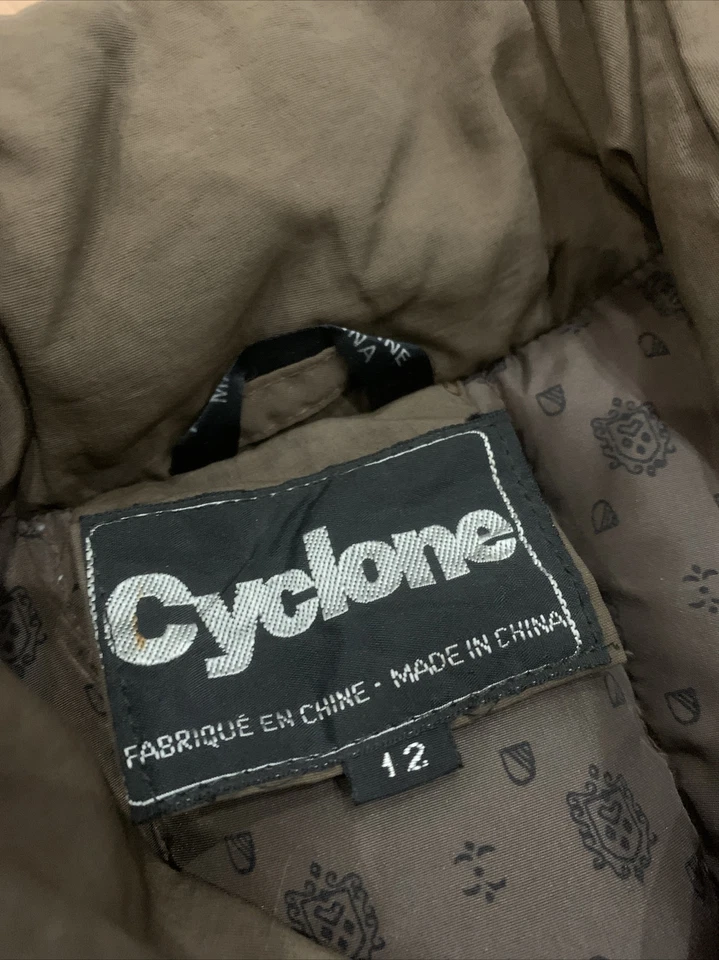 Cyclone
FABRIQUÉ EN CHINE · MADE IN CHINA
12